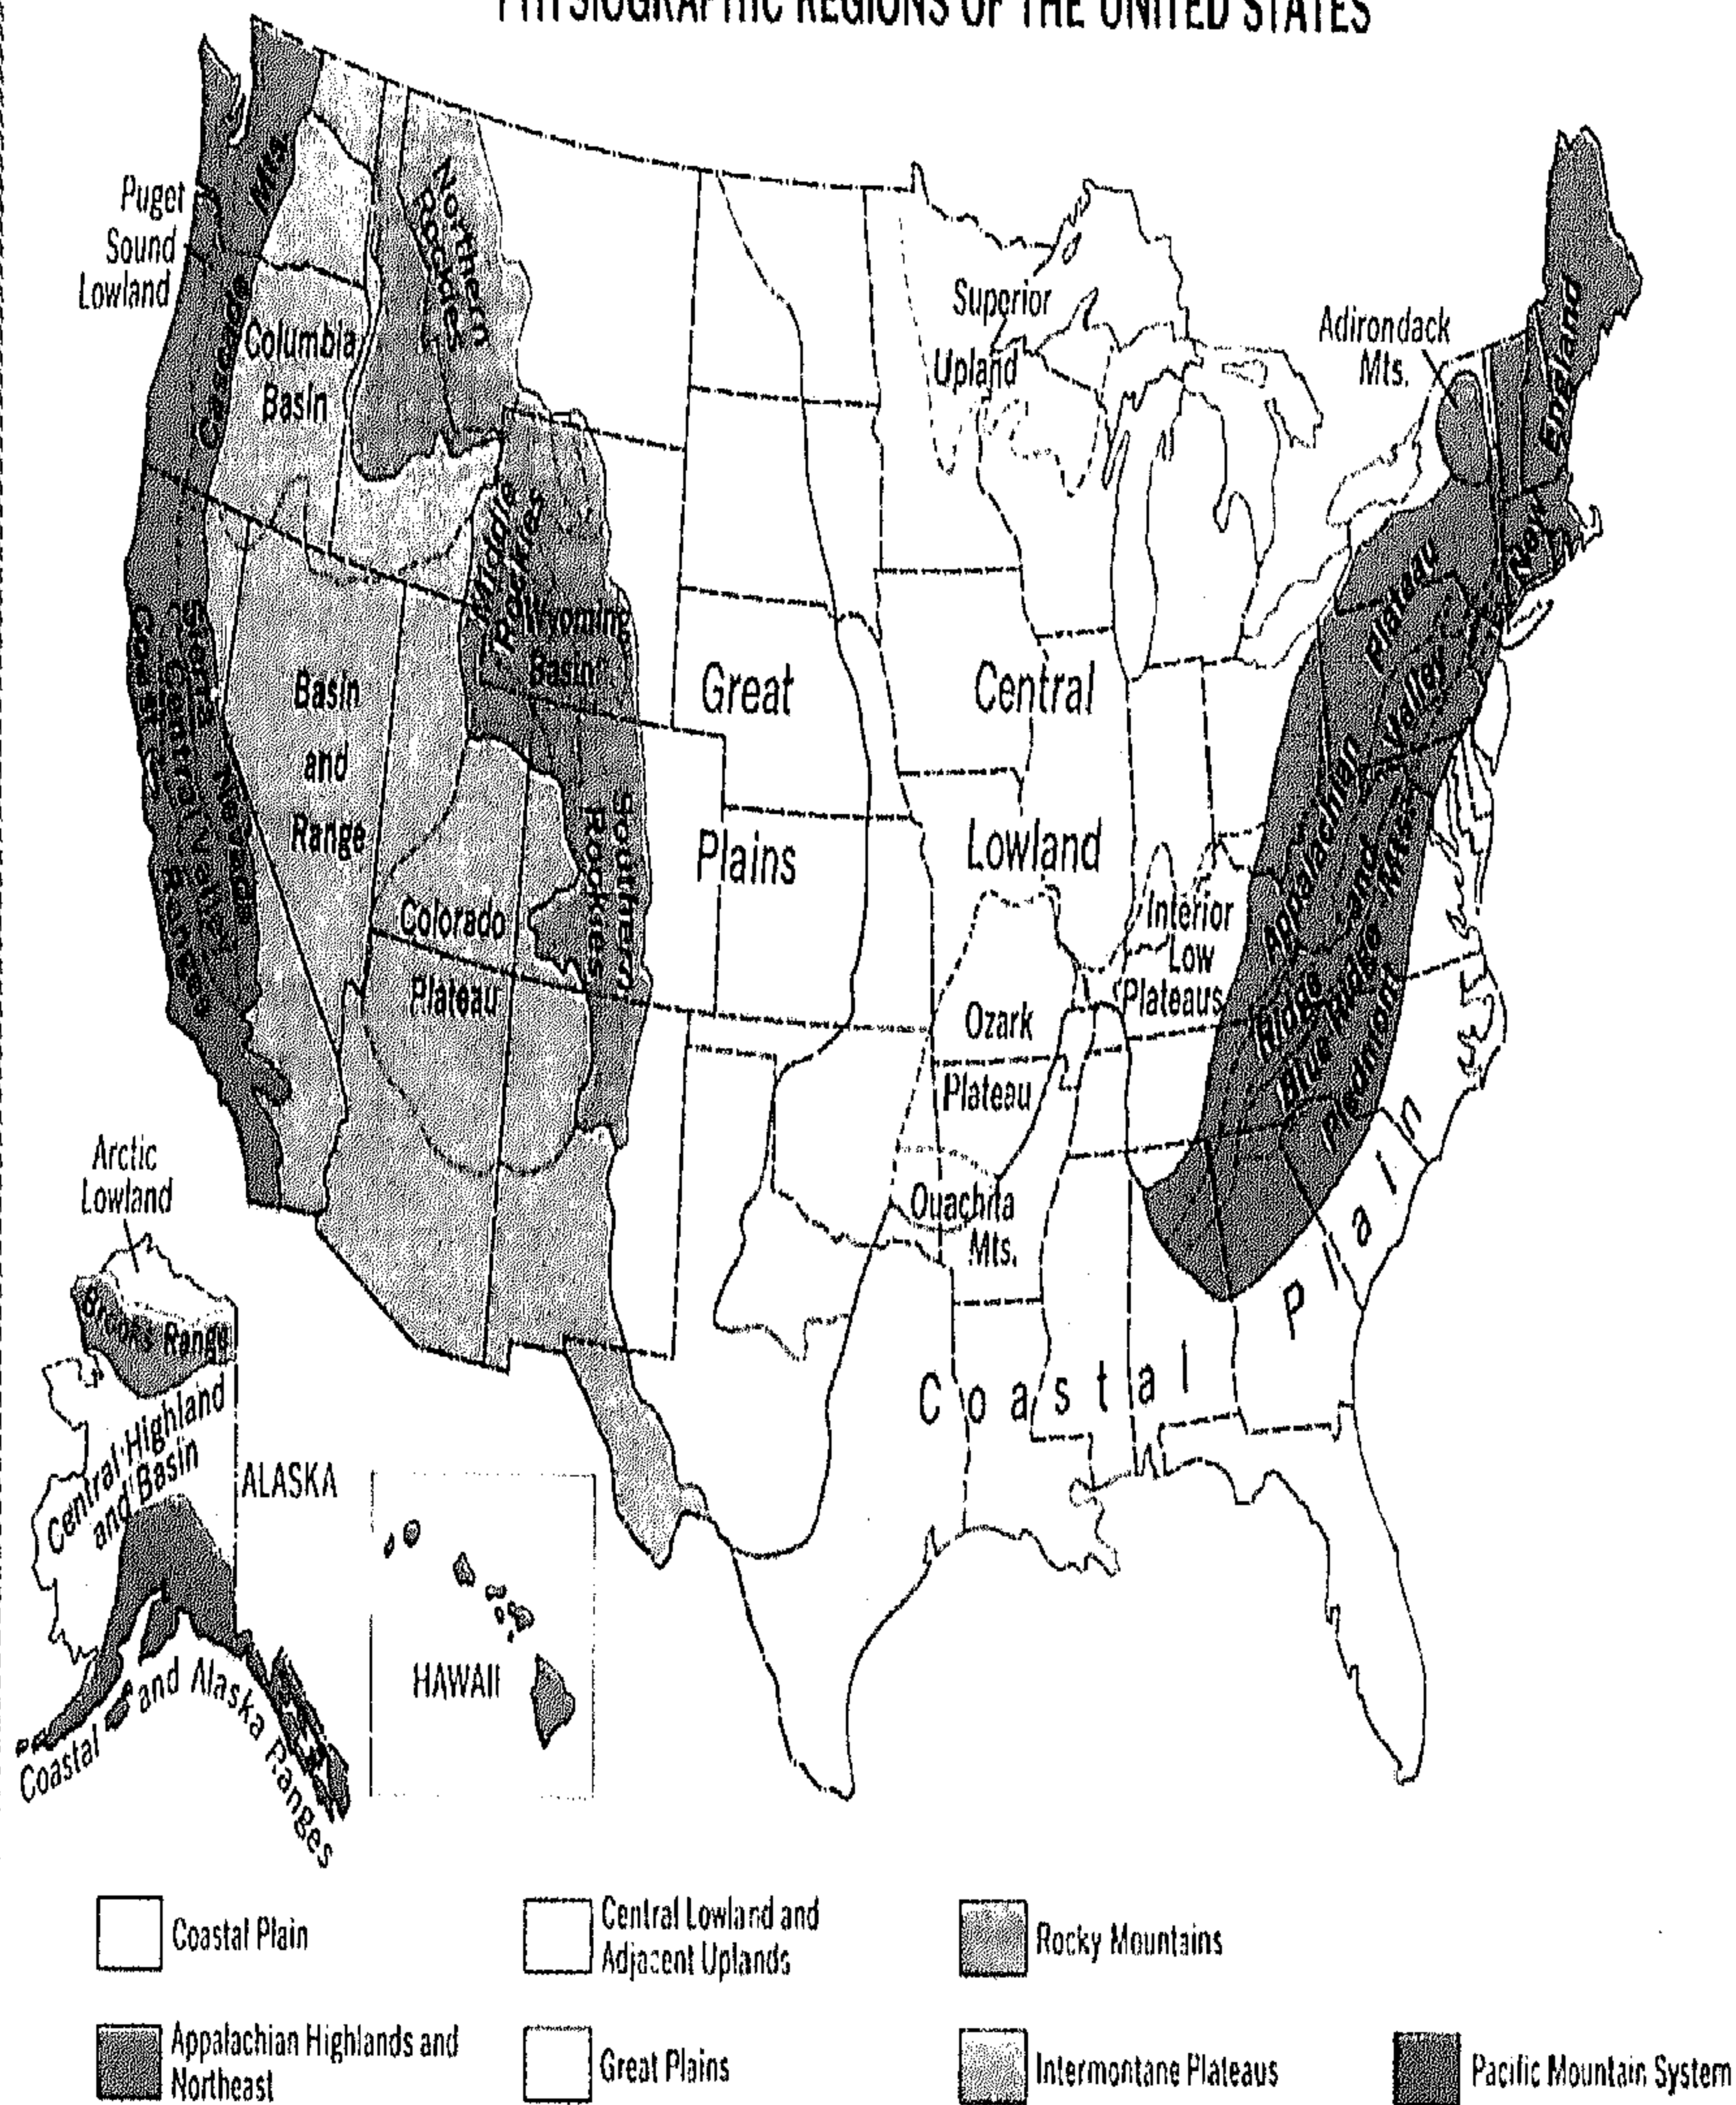 PHYSIOGRAPHIC REGIONS OF THE UNITED STATES
Puget
Sound
Lowland
Cascade Mts.
Columbia
Basin
Northern
Rockies
Middle
Rockies
Wyoming
Basin
Superior
Upland
Adirondack
Mts.
New England
Sierra Nevada
Central Valley
Coast Ranges
Basin
and
Range
Great
Plains
Central
Lowland
Southern
Rockies
Colorado
Plateau
Interior
Low
Plateaus
Appalachian Plateau
Ridge and Valley
Blue Ridge Mts.
Piedmont
Ozark
Plateau
Ouachita
Mts.
Coastal Plain
Arctic
Lowland
Brooks Range
Central Highland
and Basin
ALASKA
Coastal and Alaska Ranges
HAWAII
Coastal Plain
Central Lowland and
Adjacent Uplands
Rocky Mountains
Appalachian Highlands and
Northeast
Great Plains
Intermontane Plateaus
Pacific Mountain System